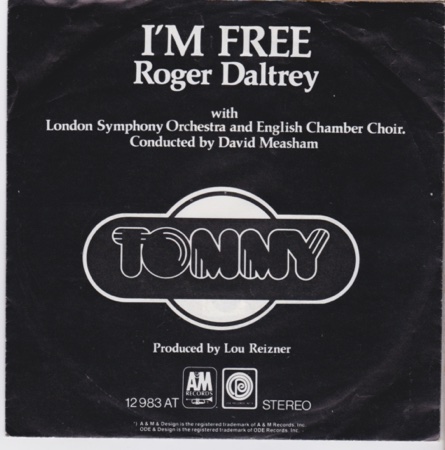 I'M FREE
Roger Daltrey
with
London Symphony Orchestra and English Chamber Choir.
Conducted by David Measham
TOMMY
Produced by Lou Reizner
12 983 AT A&M RECORDS STEREO
*) A & M & Design is the registered trademark of A & M Records, Inc.
ODE & Design is the registered trademark of ODE Records, Inc.